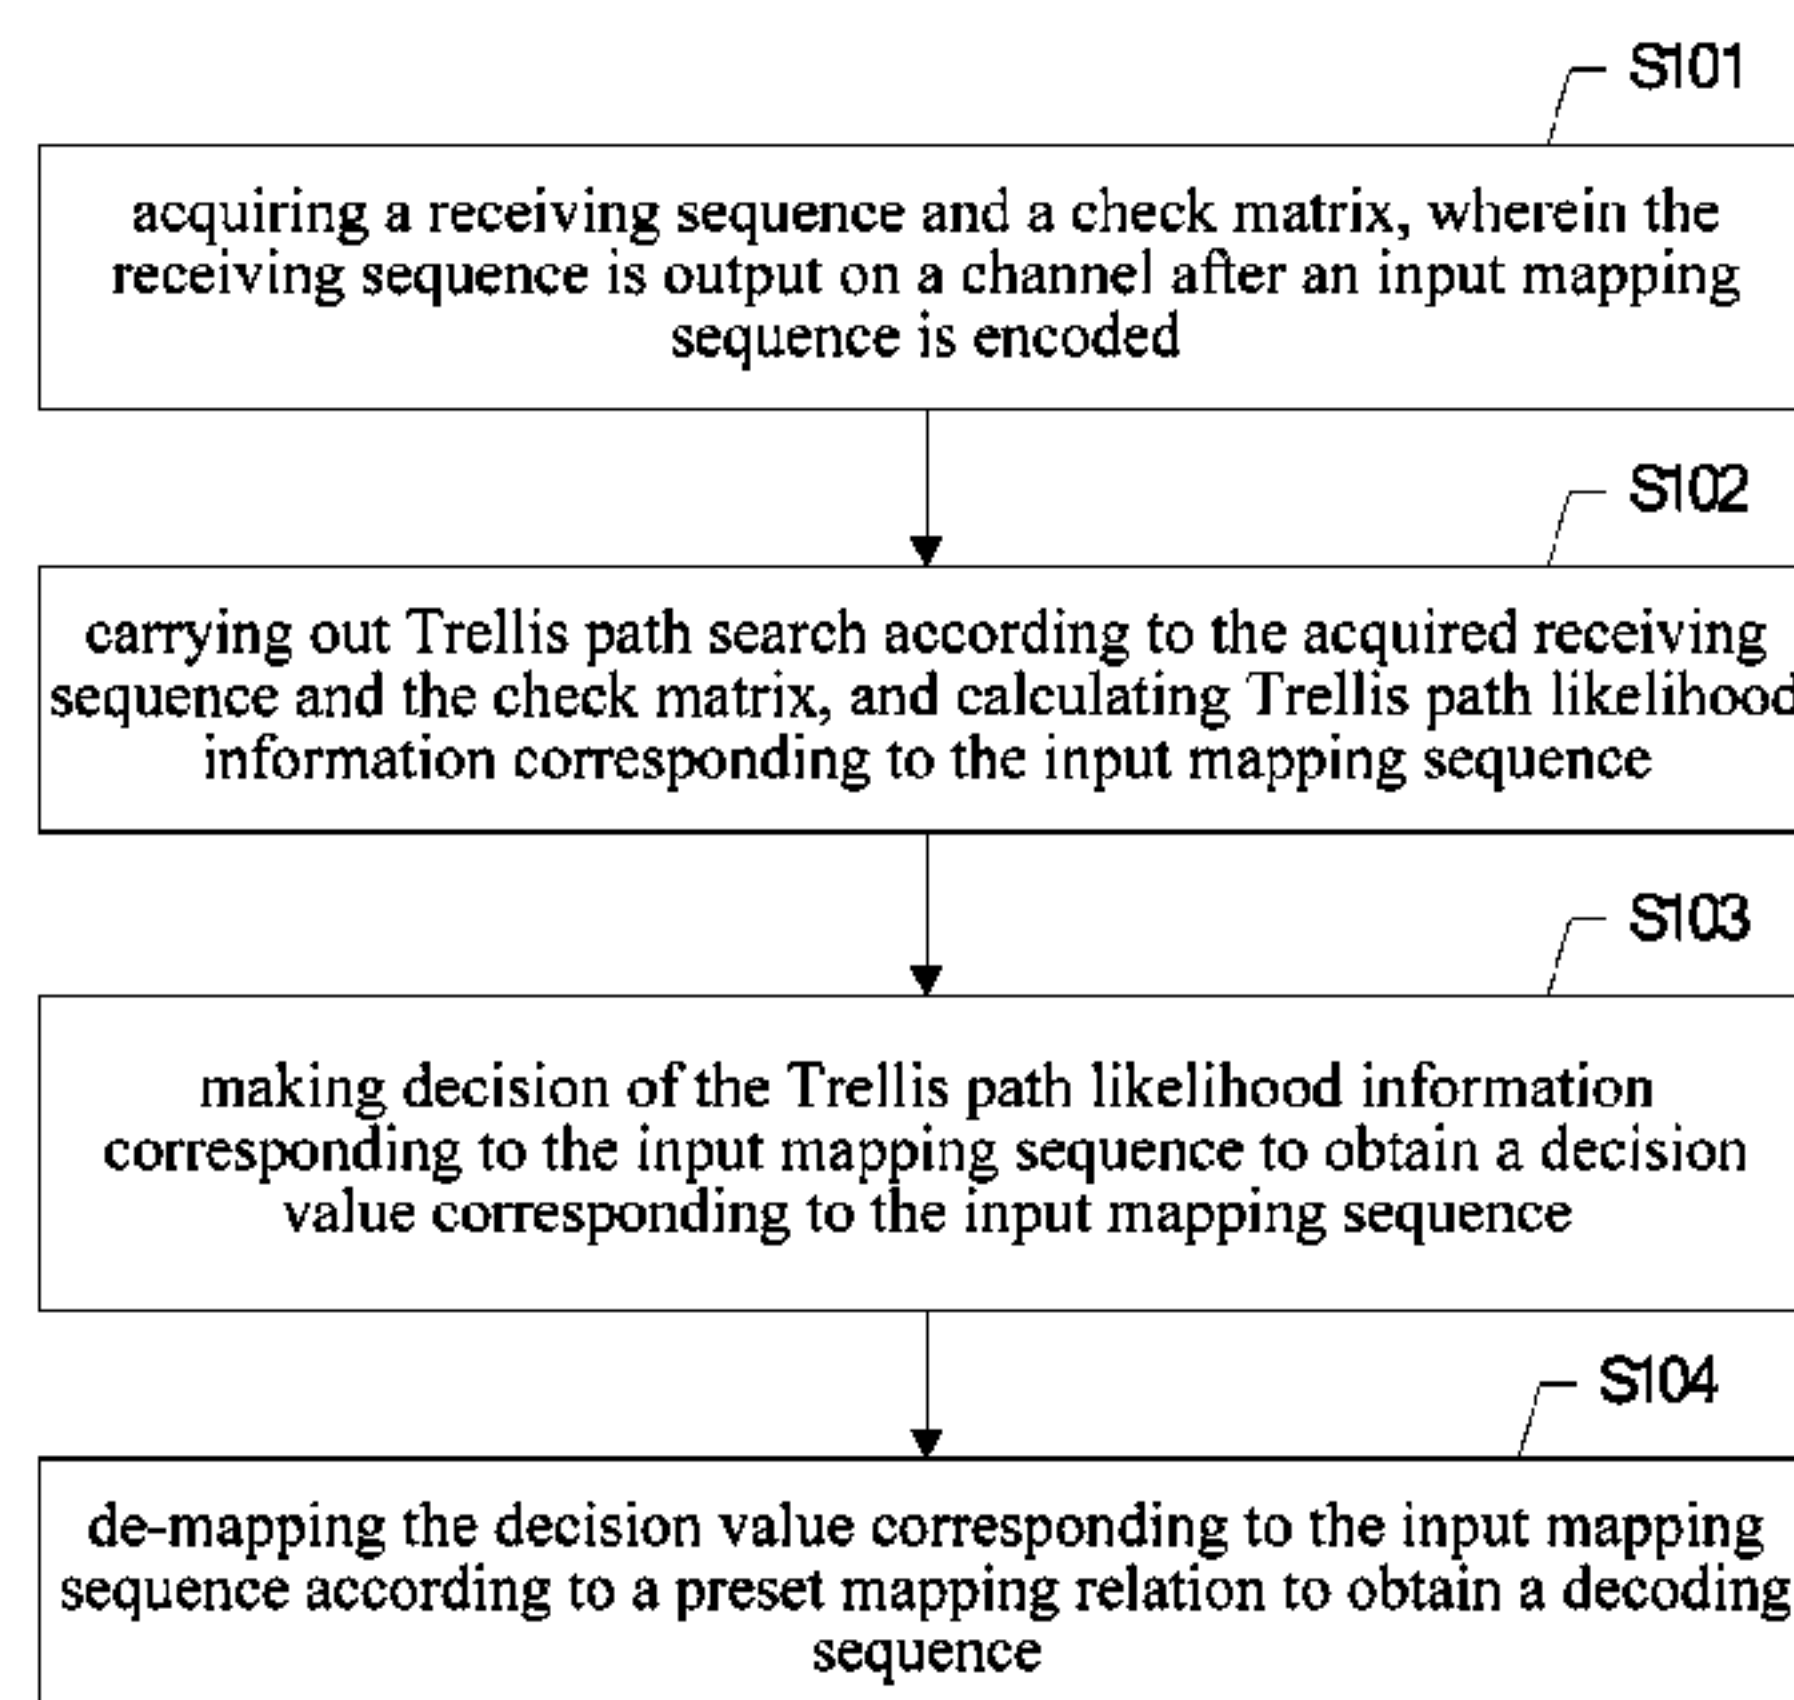 S101
acquiring a receiving sequence and a check matrix, wherein the
receiving sequence is output on a channel after an input mapping
sequence is encoded
S102
carrying out Trellis path search according to the acquired receiving
sequence and the check matrix, and calculating Trellis path likelihood
information corresponding to the input mapping sequence
S103
making decision of the Trellis path likelihood information
corresponding to the input mapping sequence to obtain a decision
value corresponding to the input mapping sequence
S104
de-mapping the decision value corresponding to the input mapping
sequence according to a preset mapping relation to obtain a decoding
sequence